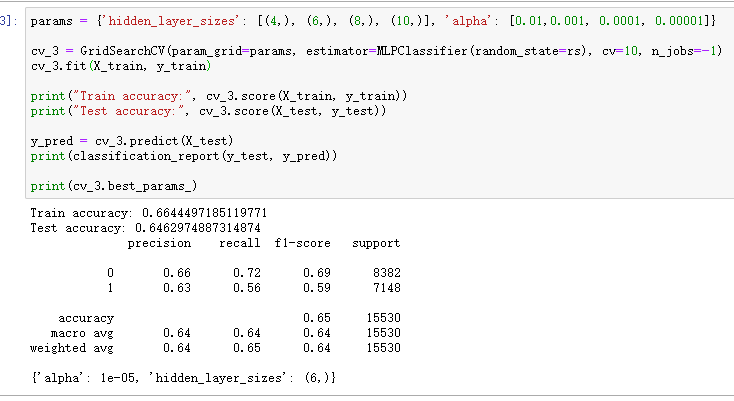 3]: params = {'hidden_layer_sizes': [(4,), (6,), (8,), (10,)], 'alpha': [0.01,0.001, 0.0001, 0.00001]}
cv_3 = GridSearchCV(param_grid=params, estimator=MLPClassifier(random_state=rs), cv=10, n_jobs=-1)
cv_3.fit(X_train, y_train)
print("Train accuracy:", cv_3.score(X_train, y_train))
print("Test accuracy:", cv_3.score(X_test, y_test))
y_pred = cv_3.predict(X_test)
print(classification_report(y_test, y_pred))
print(cv_3.best_params_)
Train accuracy: 0.6644497185119771
Test accuracy: 0.6462974887314874
precision recall f1-score support
0 0.66 0.72 0.69 8382
1 0.63 0.56 0.59 7148
accuracy 0.65 15530
macro avg 0.64 0.64 0.64 15530
weighted avg 0.64 0.65 0.64 15530
{'alpha': 1e-05, 'hidden_layer_sizes': (6,)}